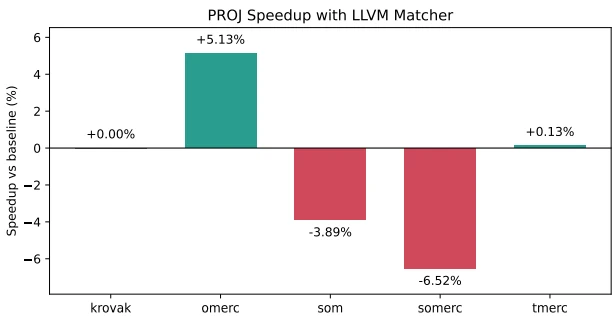 PROJ Speedup with LLVM Matcher
Speedup vs baseline (%)
6
4
2
0
−2
−4
−6
+0.00%
+5.13%
-3.89%
-6.52%
+0.13%
krovak
omerc
som
somerc
tmerc